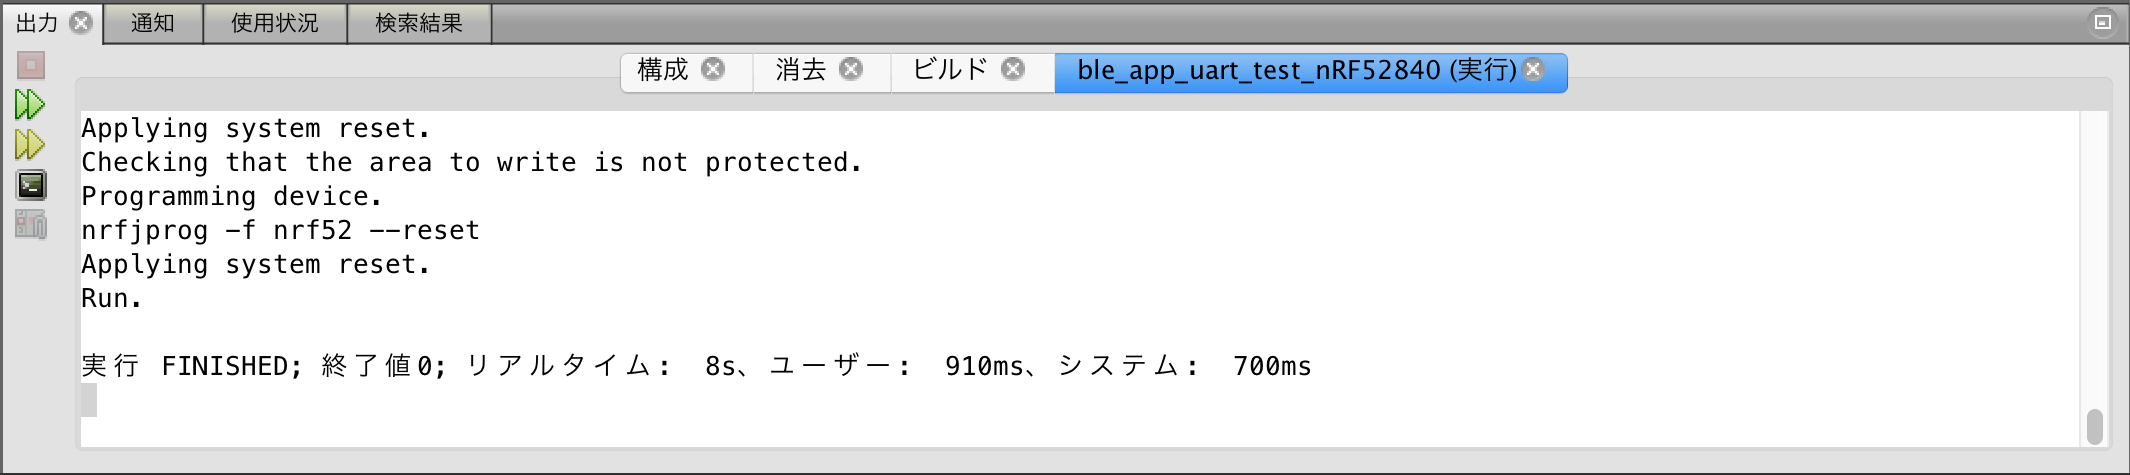 出力 通知 使用状況 検索結果
構成 消去 ビルド ble_app_uart_test_nRF52840 (実行)
Applying system reset.
Checking that the area to write is not protected.
Programming device.
nrfjprog -f nrf52 --reset
Applying system reset.
Run.
実行 FINISHED; 終了値0; リアルタイム: 8s、ユーザー: 910ms、システム: 700ms